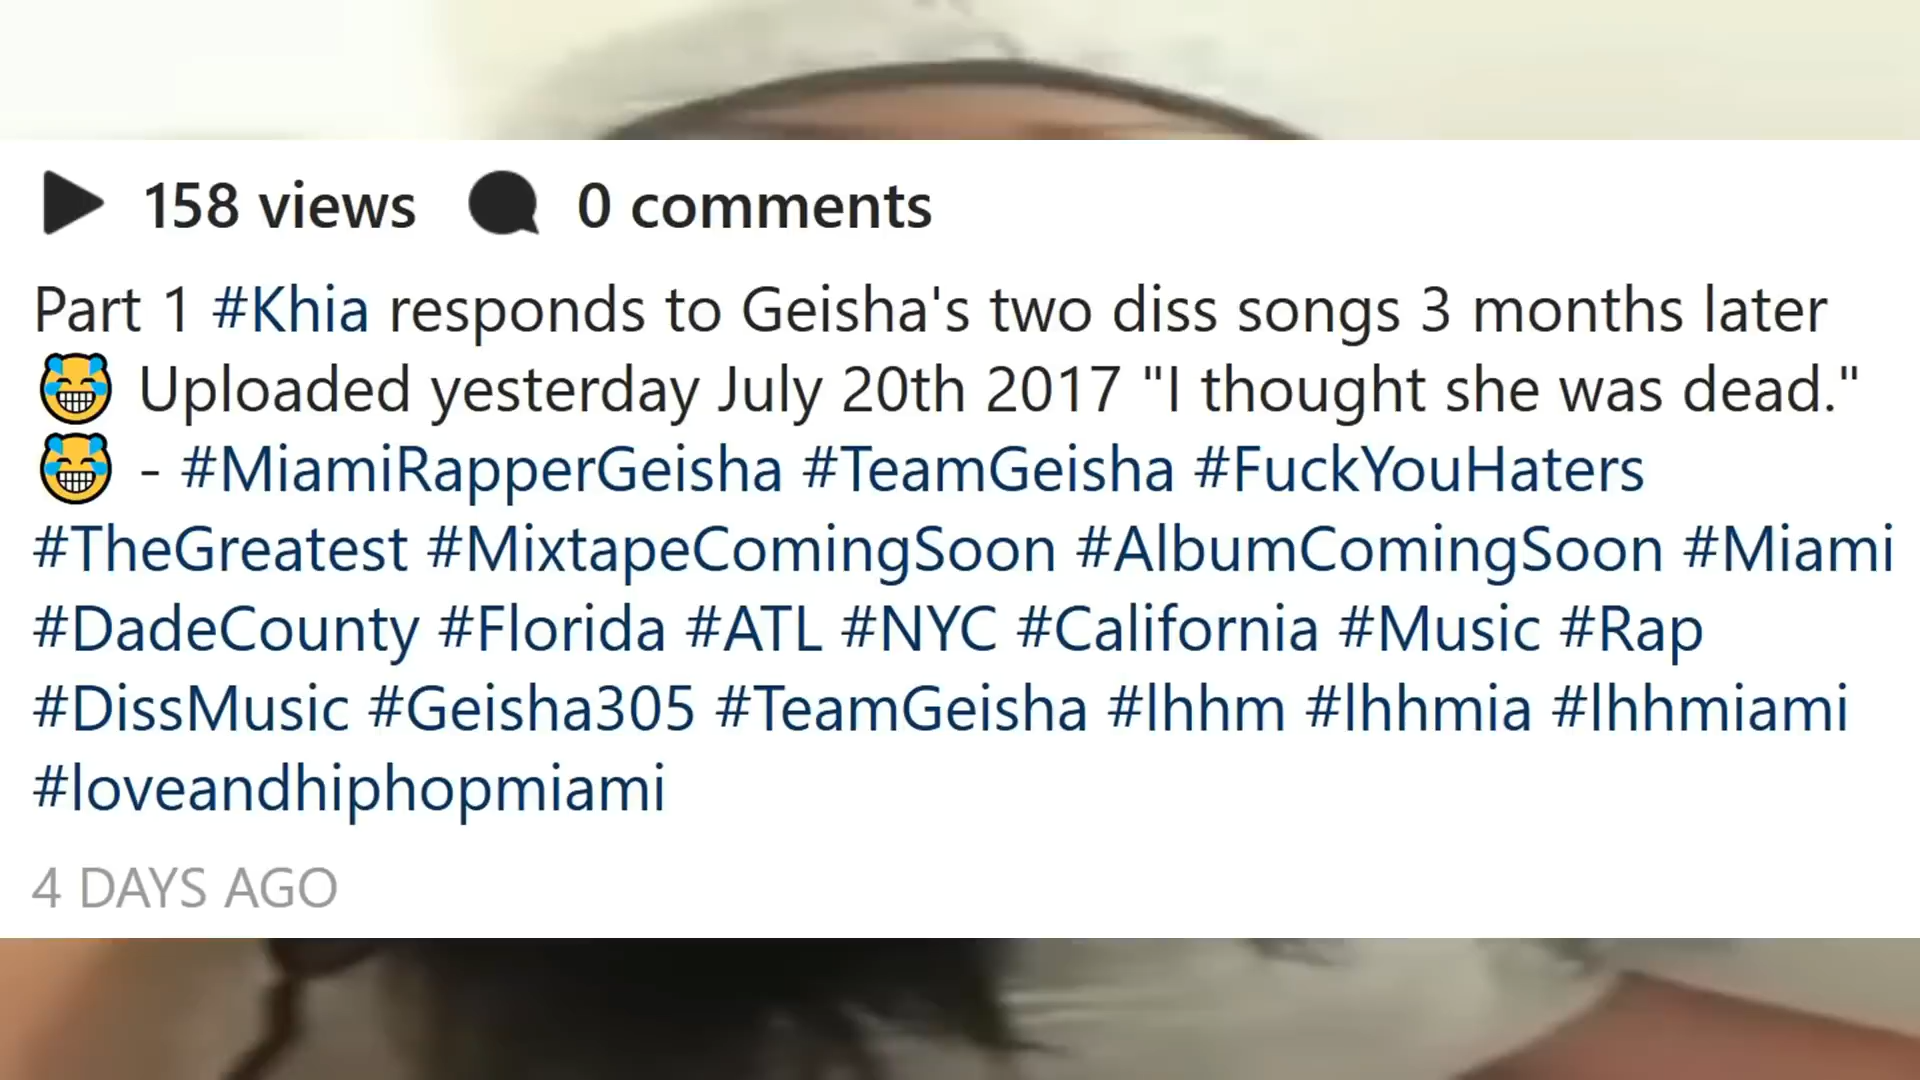 158 views 0 comments
Part 1 #Khia responds to Geisha's two diss songs 3 months later
😹 Uploaded yesterday July 20th 2017 "I thought she was dead."
😹 - #MiamiRapperGeisha #TeamGeisha #FuckYouHaters
#TheGreatest #MixtapeComingSoon #AlbumComingSoon #Miami
#DadeCounty #Florida #ATL #NYC #California #Music #Rap
#DissMusic #Geisha305 #TeamGeisha #lhhm #lhhmia #lhhmiami
#loveandhiphopmiami
4 DAYS AGO